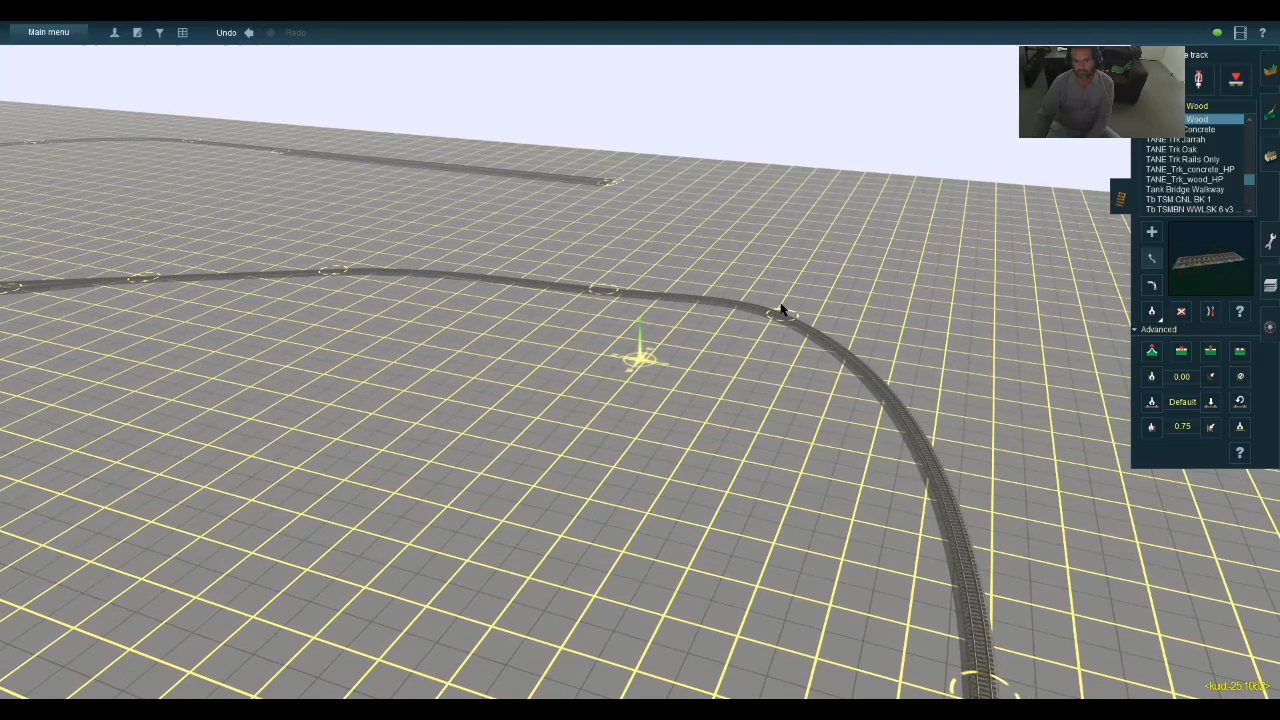 Main menu
Undo
Redo
?
e track
Wood
Wood
Concrete
TANE Trk Jarrah
TANE Trk Oak
TANE Trk Rails Only
TANE_Trk_concrete_HP
TANE_Trk_wood_HP
Tank Bridge Walkway
Tb TSM CNL BK 1
Tb TSMBN WWLSK 6 v3...
?
Advanced
0.00
Default
0.75
?